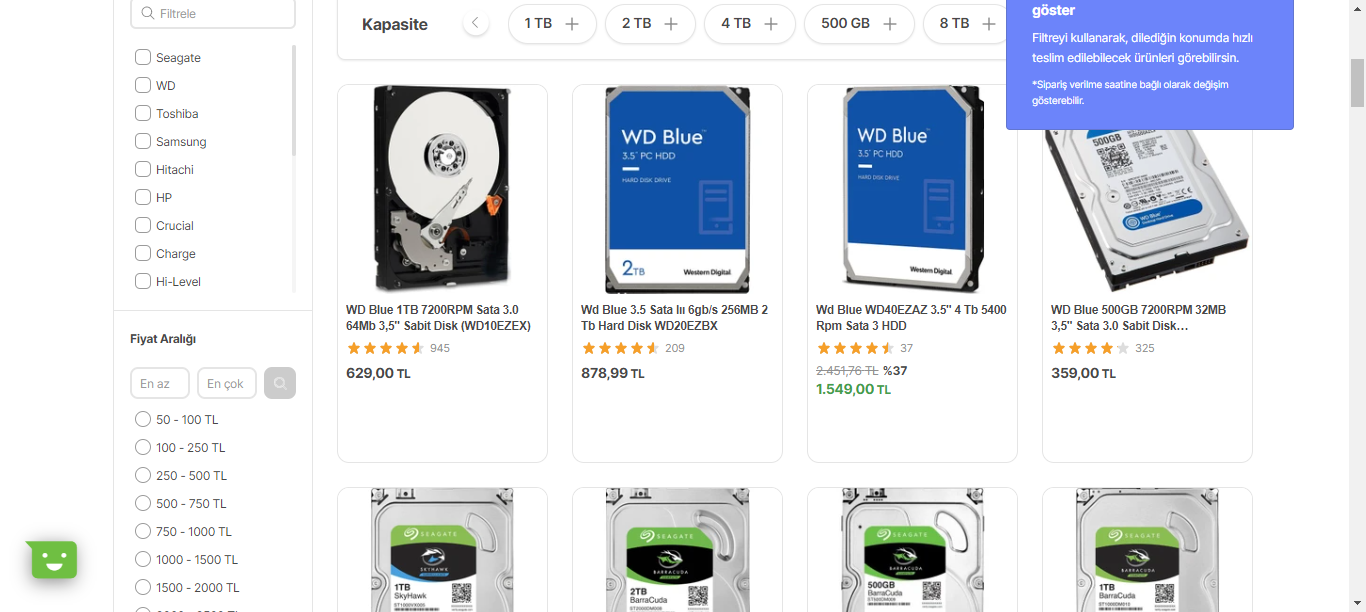 Filtrele
Seagate
WD
Toshiba
Samsung
Hitachi
HP
Crucial
Charge
Hi-Level
Fiyat Aralığı
En az
En çok
50 - 100 TL
100 - 250 TL
250 - 500 TL
500 - 750 TL
750 - 1000 TL
1000 - 1500 TL
1500 - 2000 TL
Kapasite
1 TB
2 TB
4 TB
500 GB
8 TB
göster
Filtreyi kullanarak, dilediğin konumda hızlı
teslim edilebilecek ürünleri görebilirsin.
*Sipariş verilme saatine bağlı olarak değişim
gösterebilir.
WD Blue 1TB 7200RPM Sata 3.0
64Mb 3,5" Sabit Disk (WD10EZEX)
945
629,00 TL
WD Blue™
3.5" PC HDD
HARD DISK DRIVE
2TB
Western Digital
Wd Blue 3.5 Sata Iıı 6gb/s 256MB 2
Tb Hard Disk WD20EZBX
209
878,99 TL
WD Blue™
3.5" PC HDD
HARD DISK DRIVE
Western Digital
Wd Blue WD40EZAZ 3.5" 4 Tb 5400
Rpm Sata 3 HDD
37
2.451,76 TL %37
1.549,00 TL
500GB
WD Blue
WD Blue 500GB 7200RPM 32MB
3,5" Sata 3.0 Sabit Disk...
325
359,00 TL
SEAGATE
SKYHAWK
1TB
SkyHawk
SEAGATE
BARRACUDA
2TB
BarraCuda
SEAGATE
BARRACUDA
500GB
BarraCuda
SEAGATE
BARRACUDA
1TB
BarraCuda